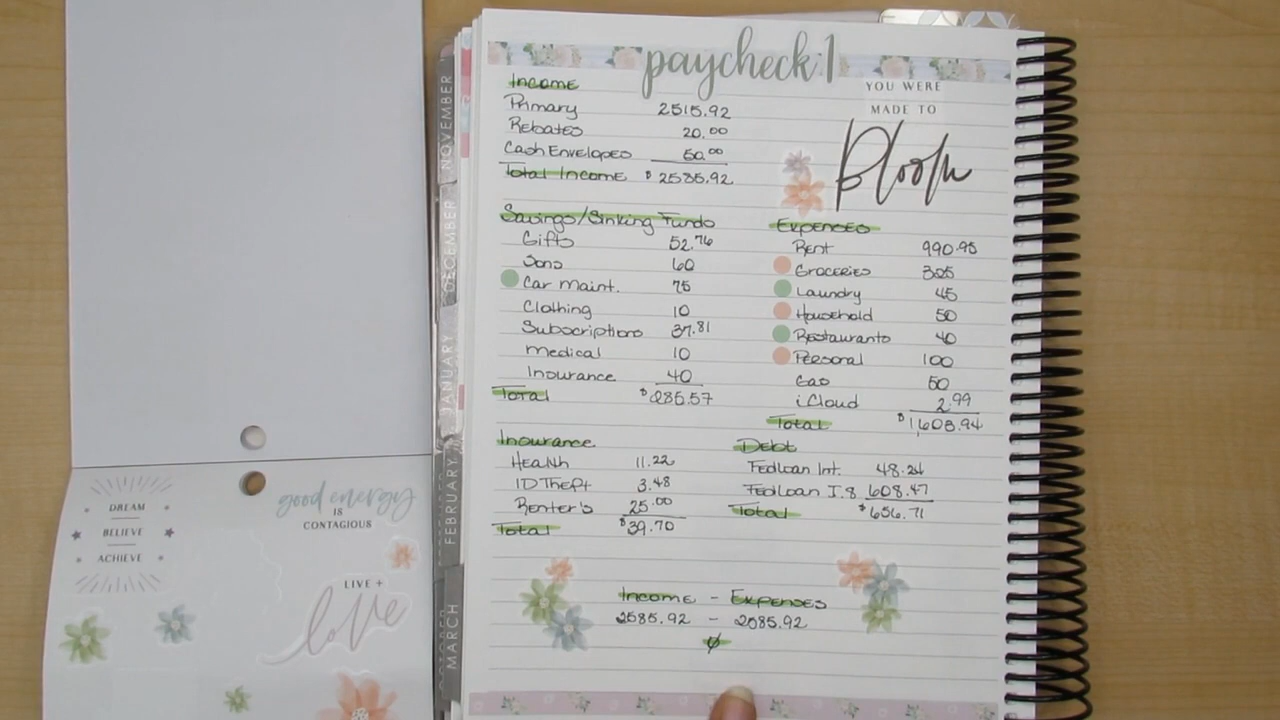 paycheck 1
YOU WERE
MADE TO
bloom
Income
Primary 2515.92
Rebates 20.00
Cash Envelopes 50.00
Total Income $2585.92
Savings/Sinking Funds
Gifts 52.76
Sons 60
Car Maint. 75
Clothing 10
Subscriptions 37.81
Medical 10
Insurance 40
Total $285.57
Expenses
Rent 990.95
Groceries 325
Laundry 45
Household 50
Restaurants 40
Personal 100
Gas 50
iCloud 2.99
Total $1,603.94
Insurance
Health 11.22
ID Theft 3.48
Renter's 25.00
Total $39.70
Debt
Fedloan Int. 48.24
Fedloan 1.8 608.47
Total $656.71
Income - Expenses
2585.92 - 2585.92
0
NOVEMBER
DECEMBER
JANUARY
FEBRUARY
MARCH
DREAM
BELIEVE
ACHIEVE
good energy
IS
CONTAGIOUS
LIVE +
love